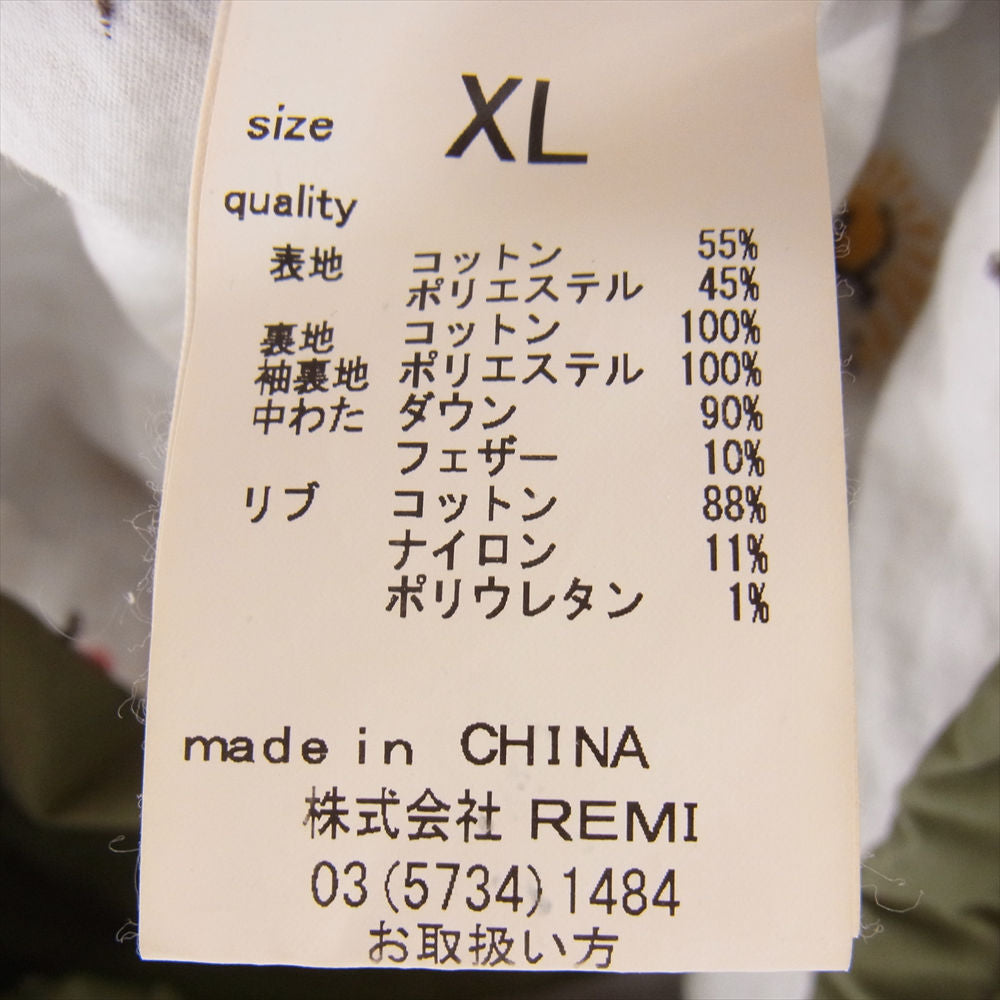 size XL
quality
表地 コットン 55%
ポリエステル 45%
裏地 コットン 100%
袖裏地 ポリエステル 100%
中わた ダウン 90%
フェザー 10%
リブ コットン 88%
ナイロン 11%
ポリウレタン 1%
made in CHINA
株式会社 REMI
03(5734)1484
お取扱い方